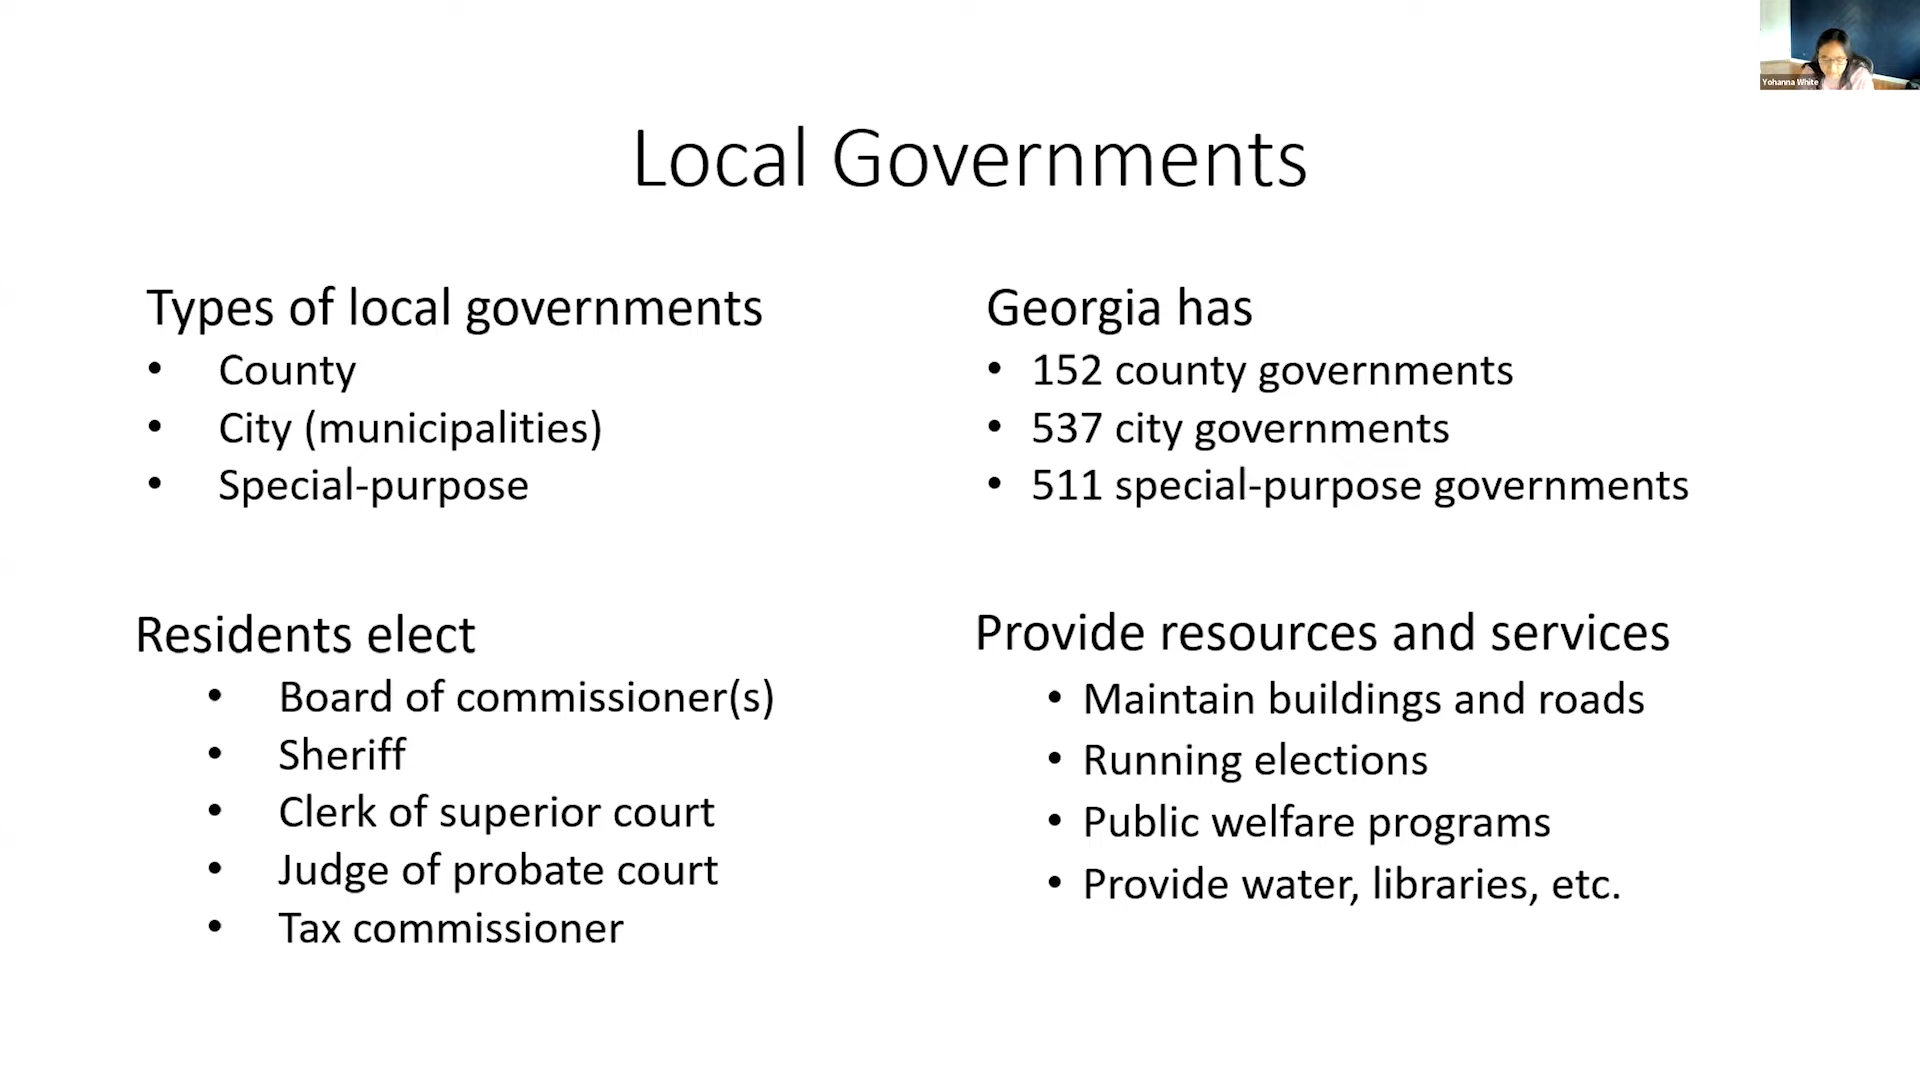 Yohanna White
Local Governments
Types of local governments
• County
• City (municipalities)
• Special-purpose
Georgia has
• 152 county governments
• 537 city governments
• 511 special-purpose governments
Residents elect
• Board of commissioner(s)
• Sheriff
• Clerk of superior court
• Judge of probate court
• Tax commissioner
Provide resources and services
• Maintain buildings and roads
• Running elections
• Public welfare programs
• Provide water, libraries, etc.